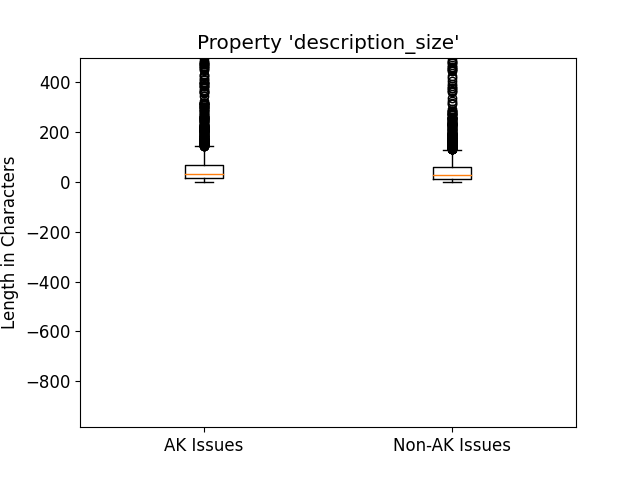 Property 'description_size'
Length in Characters
400
200
0
−200
−400
−600
−800
AK Issues
Non-AK Issues